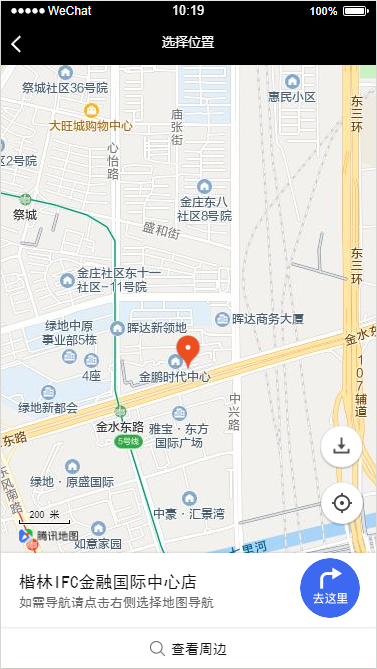 WeChat 10:19 100%
选择位置
祭城社区36号院
惠民小区
大旺城购物中心
庙张街
东三环
心怡路
区2号院
金庄东八
社区8号院
祭城
盛和街
东三环
金庄社区东十一
社区-11号院
绿地中原
事业部5栋
晖达新领地
晖达商务大厦
金水东
4座
金鹏时代中心
107辅道
绿地新都会
中兴路
东路
金水东路
5号线
雅宝·东方
国际广场
东风南路
绿地·原盛国际
中豪·汇景湾
200 米
腾讯地图
如意家园
十里河
楷林IFC金融国际中心店
如需导航请点击右侧选择地图导航
去这里
查看周边